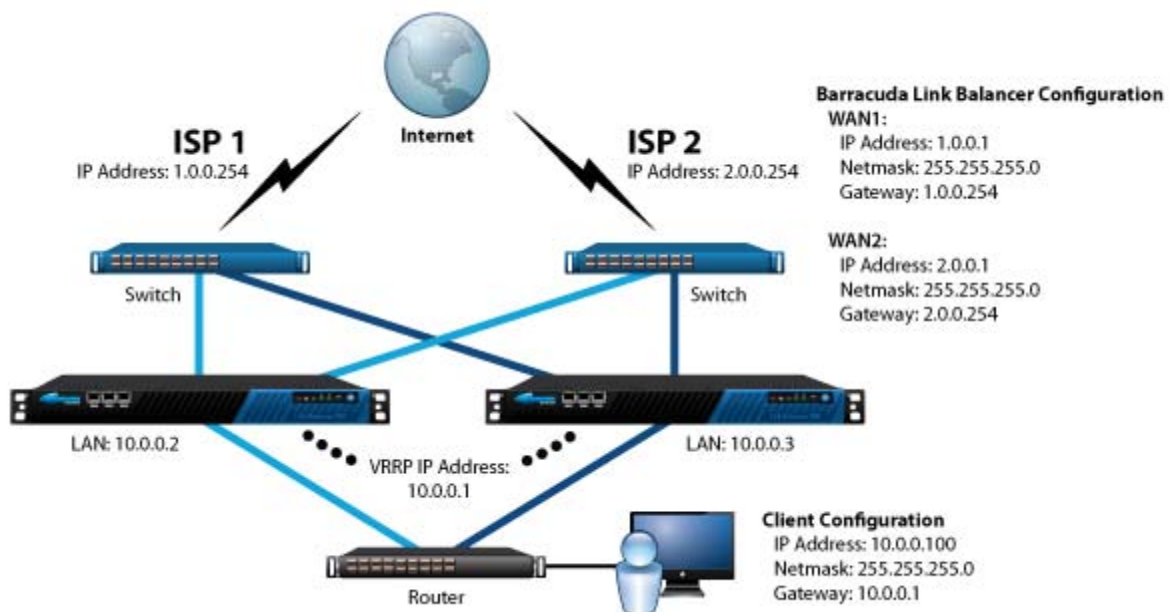 Internet
ISP 1
IP Address: 1.0.0.254
ISP 2
IP Address: 2.0.0.254
Barracuda Link Balancer Configuration
WAN1:
IP Address: 1.0.0.1
Netmask: 255.255.255.0
Gateway: 1.0.0.254
WAN2:
IP Address: 2.0.0.1
Netmask: 255.255.255.0
Gateway: 2.0.0.254
Switch
Switch
LAN: 10.0.0.2
LAN: 10.0.0.3
VRRP IP Address:
10.0.0.1
Router
Client Configuration
IP Address: 10.0.0.100
Netmask: 255.255.255.0
Gateway: 10.0.0.1